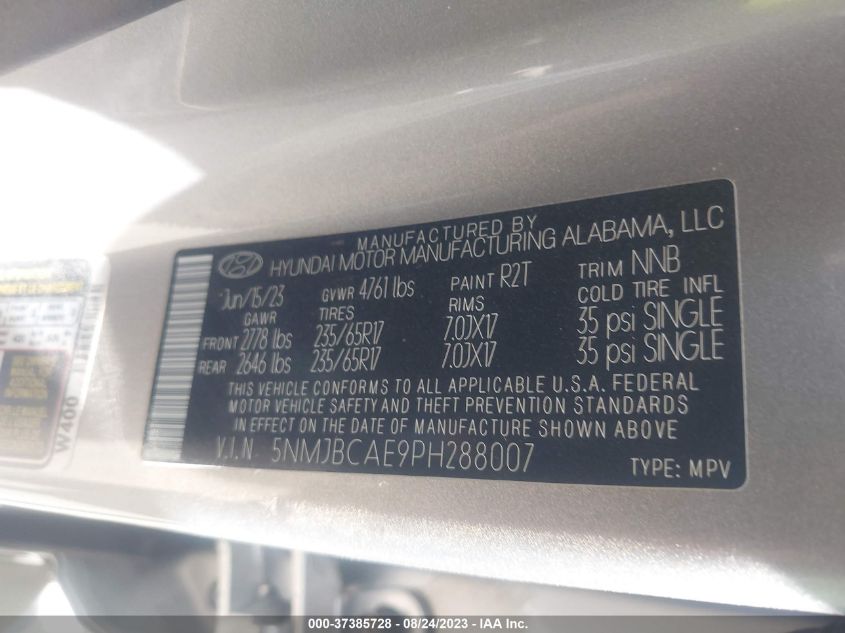 MANUFACTURED BY
HYUNDAI MOTOR MANUFACTURING ALABAMA, LLC
Jun/15/23 GVWR 4761 lbs PAINT R2T TRIM NNB
GAWR TIRES RIMS COLD TIRE INFL
FRONT 2778 lbs 235/65R17 7.0JX17 35 psi SINGLE
REAR 2646 lbs 235/65R17 7.0JX17 35 psi SINGLE
THIS VEHICLE CONFORMS TO ALL APPLICABLE U.S.A. FEDERAL
MOTOR VEHICLE SAFETY AND THEFT PREVENTION STANDARDS
IN EFFECT ON THE DATE OF MANUFACTURE SHOWN ABOVE
V.I.N. 5NMJBCAE9PH288007
TYPE: MPV
W400
000-37385728 - 08/24/2023 - IAA Inc.